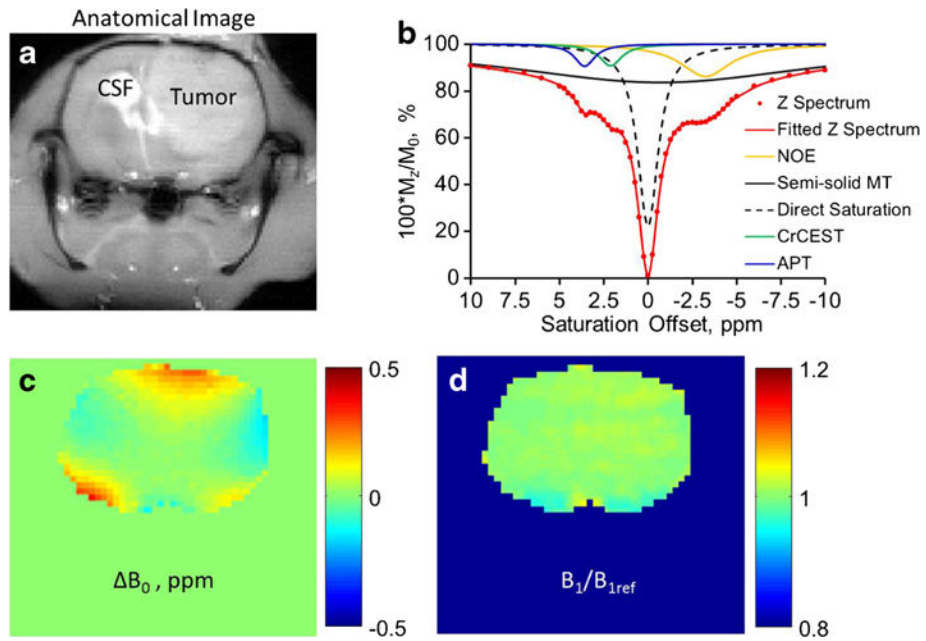 Anatomical Image
a
CSF
Tumor
b
100*M_z/M_0, %
100
80
60
40
20
0
10 7.5 5 2.5 0 -2.5 -5 -7.5 -10
Saturation Offset, ppm
Z Spectrum
Fitted Z Spectrum
NOE
Semi-solid MT
Direct Saturation
CrCEST
APT
c
ΔB₀ , ppm
0.5
0
-0.5
d
B₁/B₁ref
1.2
1
0.8